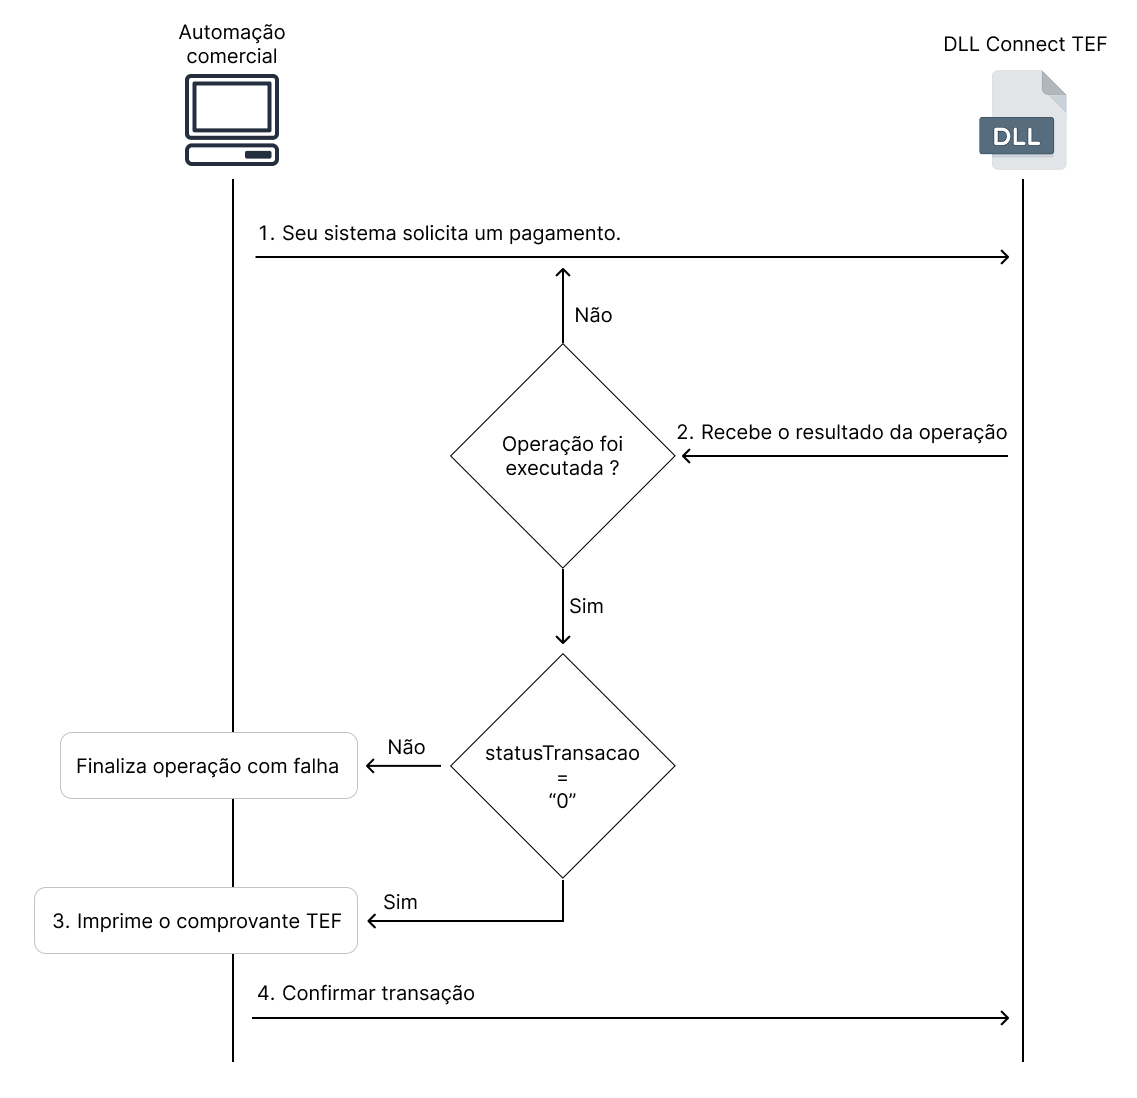 Automação
comercial
DLL Connect TEF
DLL
1. Seu sistema solicita um pagamento.
Não
2. Recebe o resultado da operação
Operação foi
executada ?
Sim
statusTransacao
=
“0”
Não
Finaliza operação com falha
Sim
3. Imprime o comprovante TEF
4. Confirmar transação